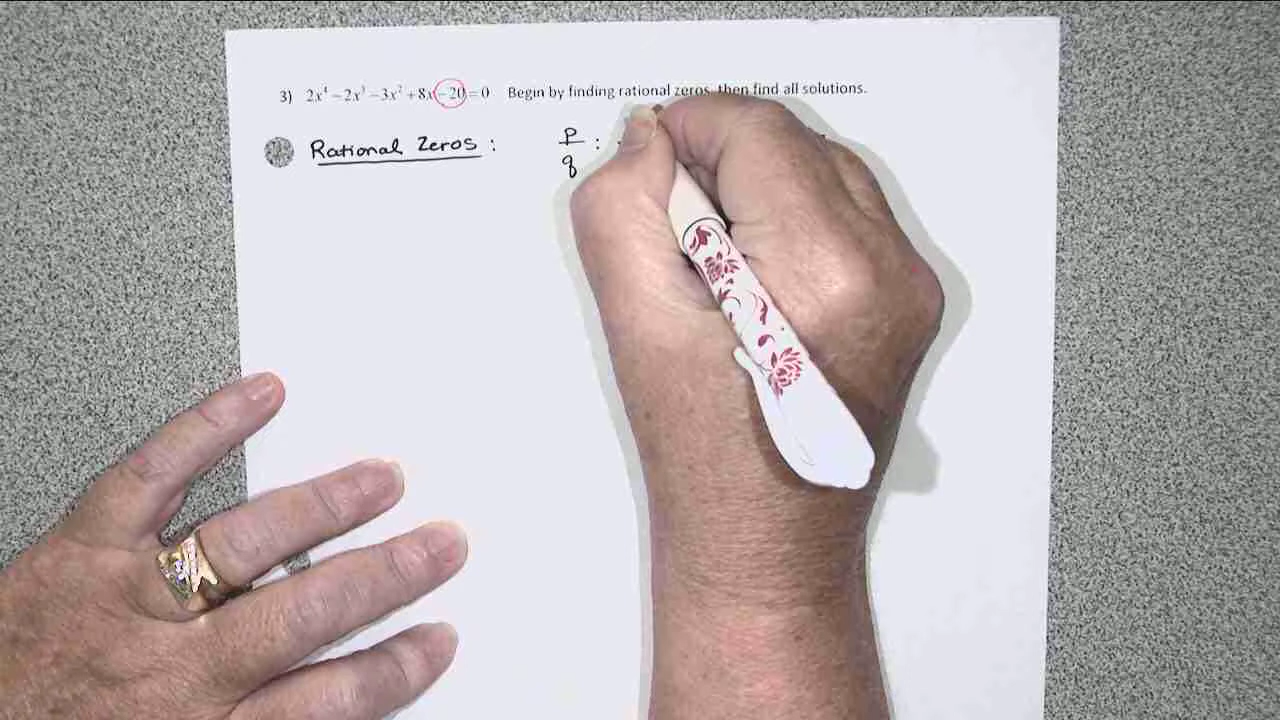 3) 2x⁴ − 2x³ − 3x² + 8x − 20 = 0 Begin by finding rational zeros, then find all solutions.
Rational Zeros : p/q :